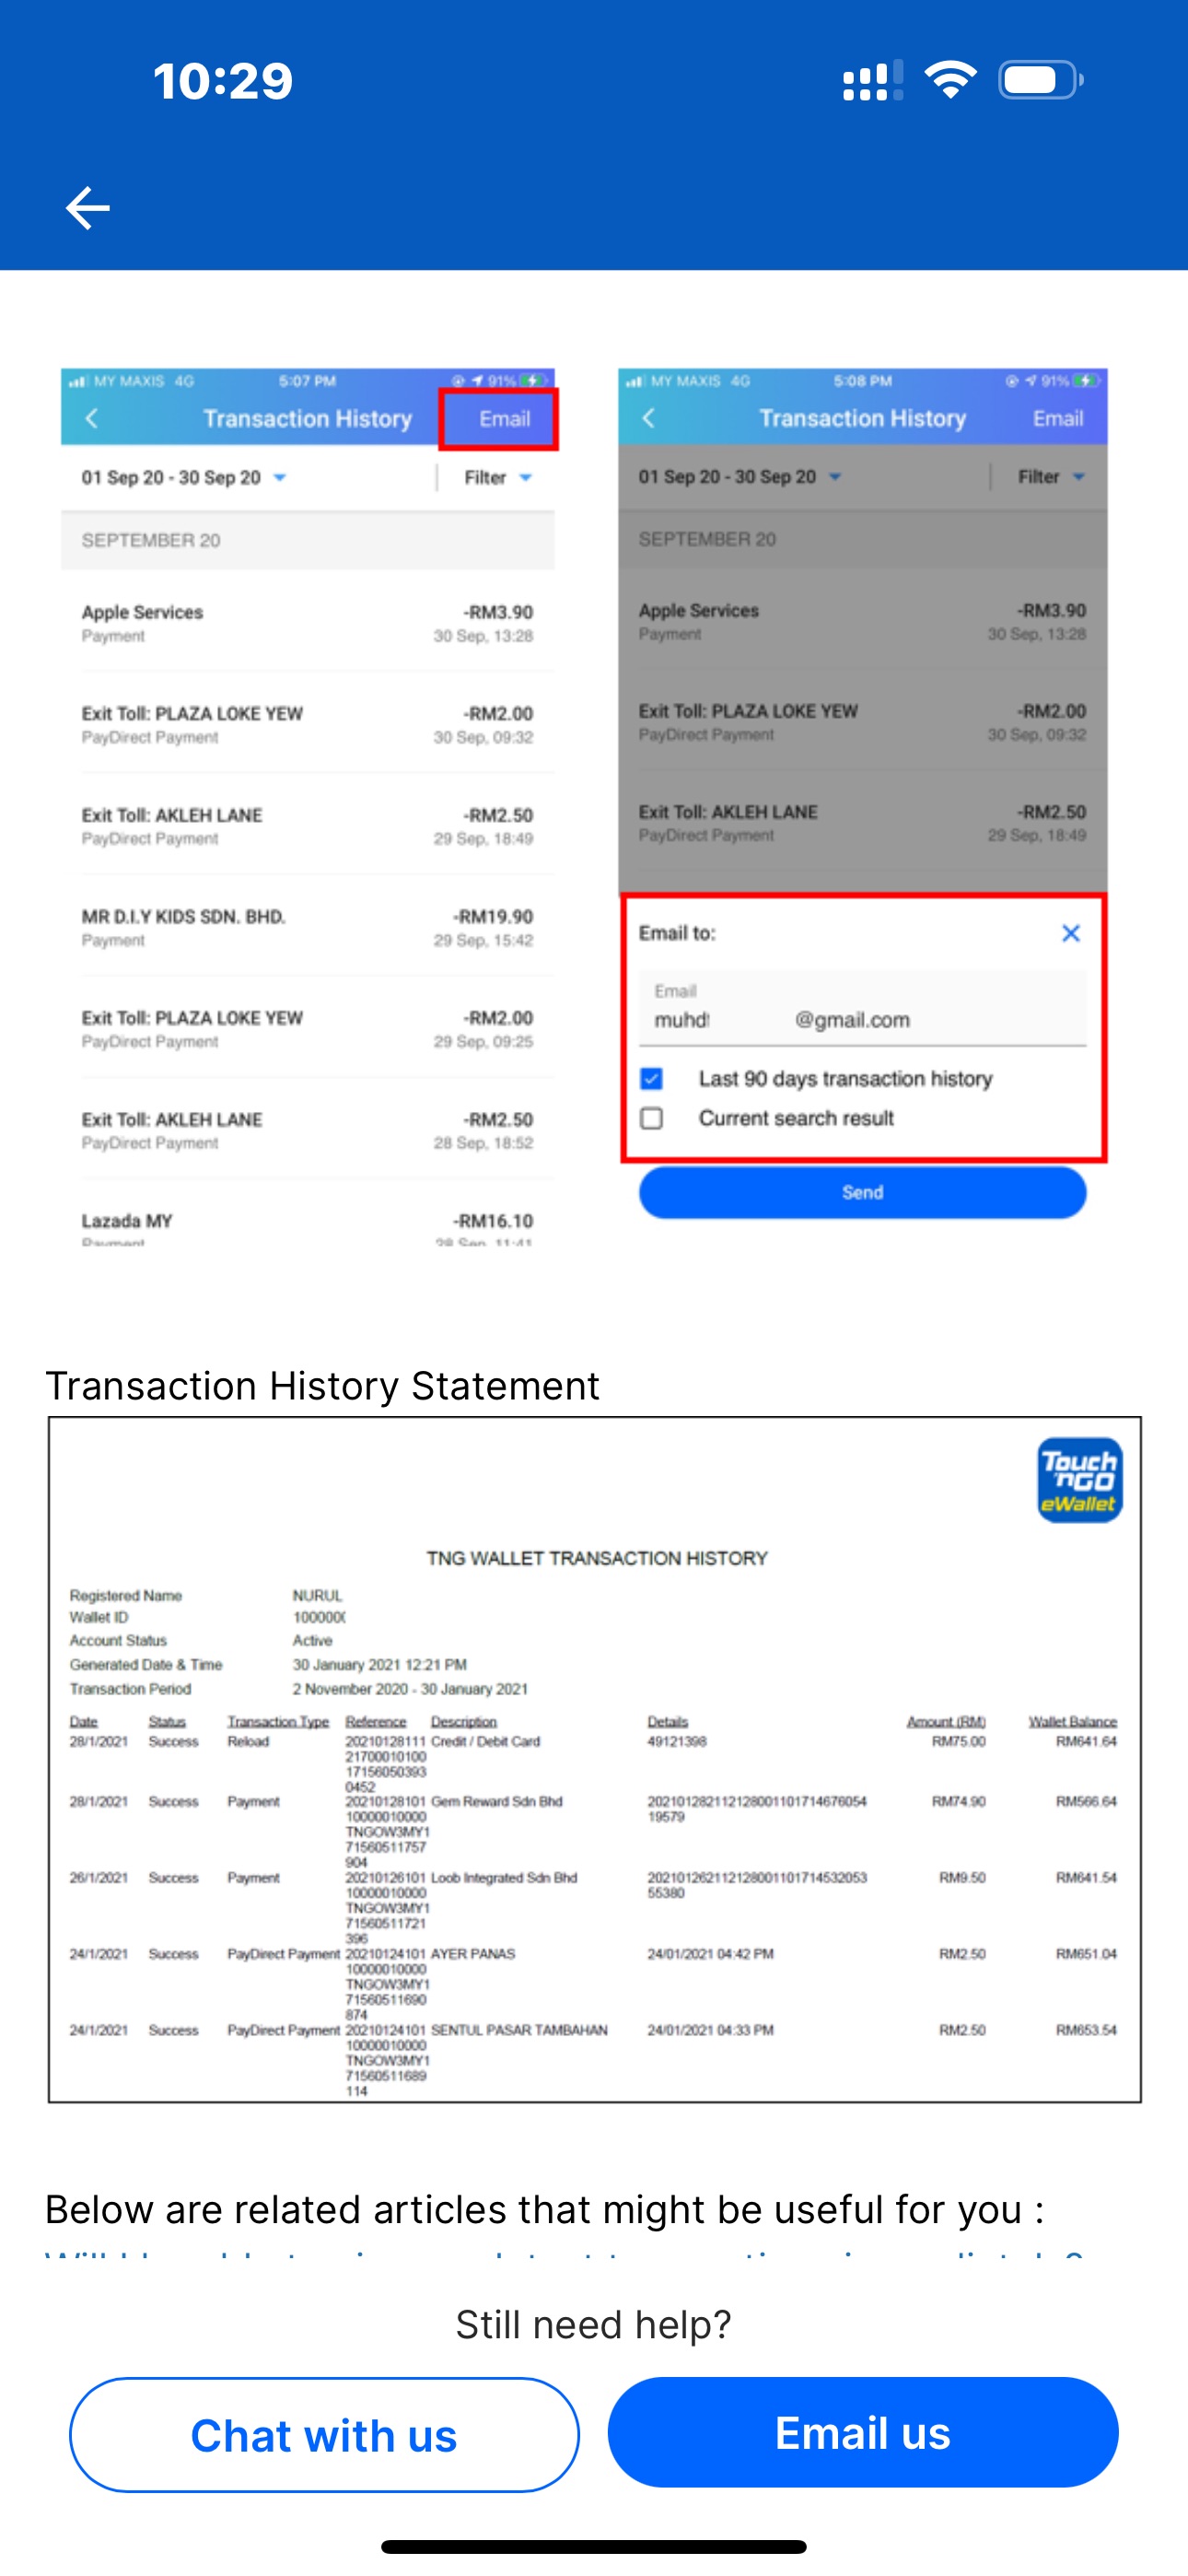 10:29
MY MAXIS 4G 5:07 PM 91%
Transaction History Email
01 Sep 20 - 30 Sep 20 Filter
SEPTEMBER 20
Apple Services -RM3.90
Payment 30 Sep, 13:28
Exit Toll: PLAZA LOKE YEW -RM2.00
PayDirect Payment 30 Sep, 09:32
Exit Toll: AKLEH LANE -RM2.50
PayDirect Payment 29 Sep, 18:49
MR D.I.Y KIDS SDN. BHD. -RM19.90
Payment 29 Sep, 15:42
Exit Toll: PLAZA LOKE YEW -RM2.00
PayDirect Payment 29 Sep, 09:25
Exit Toll: AKLEH LANE -RM2.50
PayDirect Payment 28 Sep, 18:52
Lazada MY -RM16.10
Payment 28 Sep, 11:41
MY MAXIS 4G 5:08 PM 91%
Transaction History Email
01 Sep 20 - 30 Sep 20 Filter
SEPTEMBER 20
Apple Services -RM3.90
Payment 30 Sep, 13:28
Exit Toll: PLAZA LOKE YEW -RM2.00
PayDirect Payment 30 Sep, 09:32
Exit Toll: AKLEH LANE -RM2.50
PayDirect Payment 29 Sep, 18:49
Email to:
Email
muhd @gmail.com
Last 90 days transaction history
Current search result
Send
Transaction History Statement
Touch
'nGO
eWallet
TNG WALLET TRANSACTION HISTORY
Registered Name NURUL
Wallet ID 100000
Account Status Active
Generated Date & Time 30 January 2021 12:21 PM
Transaction Period 2 November 2020 - 30 January 2021
Date Status Transaction Type Reference Description Details Amount (RM) Wallet Balance
28/1/2021 Success Reload 20210128111 Credit / Debit Card 49121398 RM75.00 RM641.64
21700010100
17156050393
0452
28/1/2021 Success Payment 20210128101 Gem Reward Sdn Bhd 202101282112128001101714676054 RM74.90 RM566.64
10000010000 19579
TNGOW3MY1
71560511757
904
26/1/2021 Success Payment 20210126101 Loob Integrated Sdn Bhd 202101262112128001101714532053 RM9.50 RM641.54
10000010000 55380
TNGOW3MY1
71560511721
396
24/1/2021 Success PayDirect Payment 20210124101 AYER PANAS 24/01/2021 04:42 PM RM2.50 RM651.04
10000010000
TNGOW3MY1
71560511690
874
24/1/2021 Success PayDirect Payment 20210124101 SENTUL PASAR TAMBAHAN 24/01/2021 04:33 PM RM2.50 RM653.54
10000010000
TNGOW3MY1
71560511689
114
Below are related articles that might be useful for you :
Still need help?
Chat with us
Email us